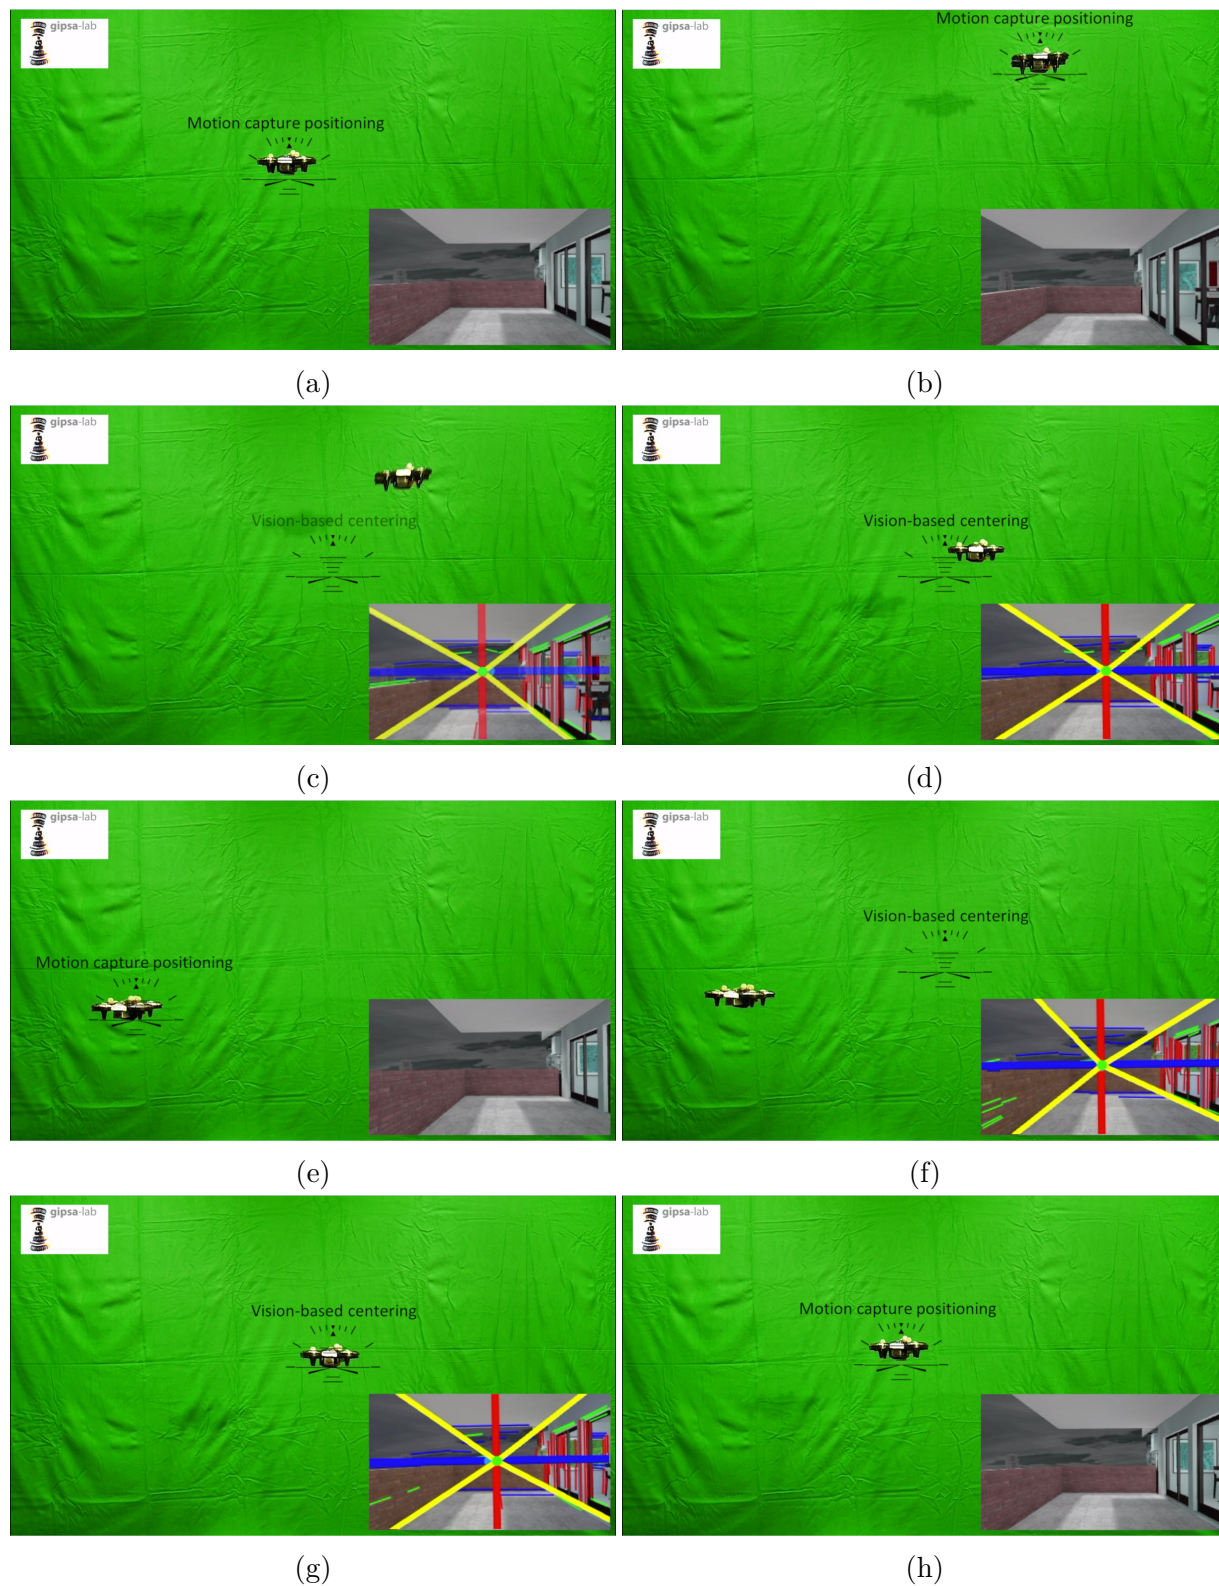 gipsa-lab
Motion capture positioning
(a)
gipsa-lab
Motion capture positioning
(b)
gipsa-lab
Vision-based centering
(c)
gipsa-lab
Vision-based centering
(d)
gipsa-lab
Motion capture positioning
(e)
gipsa-lab
Vision-based centering
(f)
gipsa-lab
Vision-based centering
(g)
gipsa-lab
Motion capture positioning
(h)